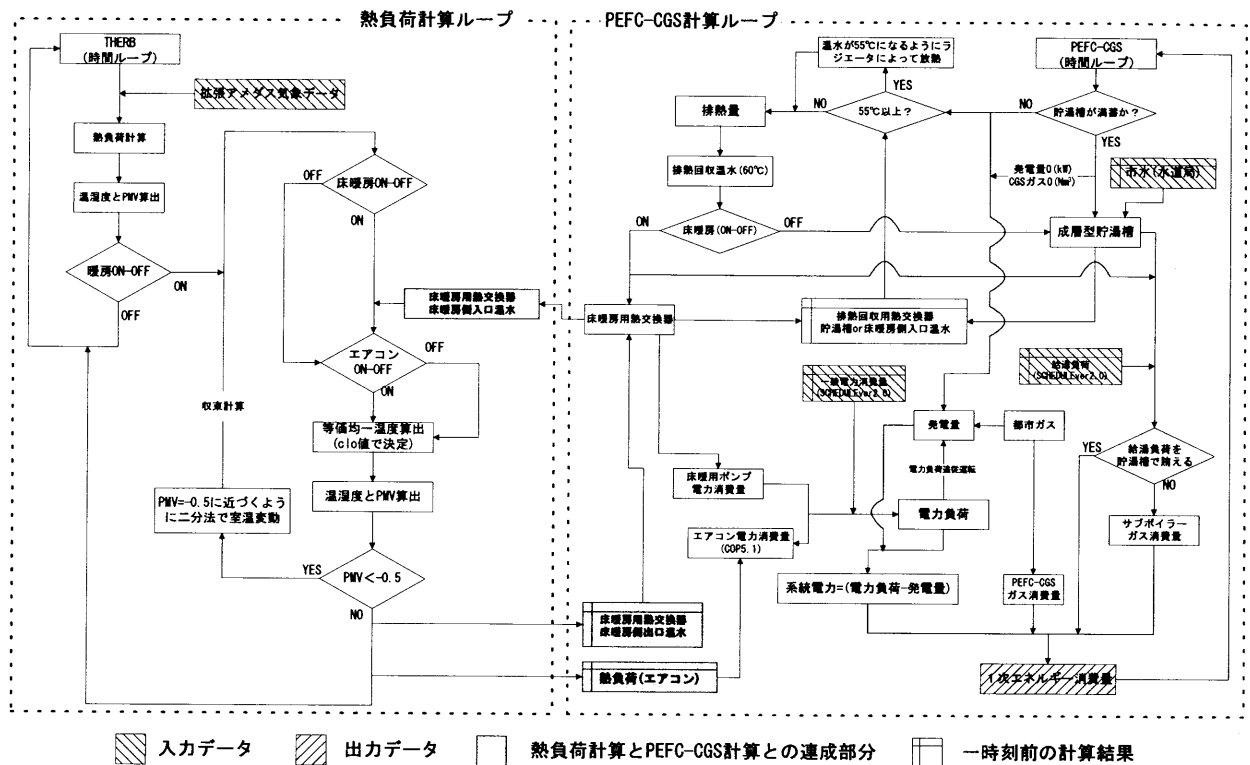 熱負荷計算ループ
THERB
(時間ループ)
拡張アメダス気象データ
熱負荷計算
温湿度とPMV算出
暖房ON-OFF
ON
OFF
床暖房ON-OFF
OFF
ON
床暖房用熱交換器
床暖房側入口温水
エアコン
ON-OFF
OFF
ON
収束計算
等価均一温度算出
(clo値で決定)
温湿度とPMV算出
PMV=-0.5に近づくよう
に二分法で室温変動
PMV<-0.5
YES
NO
PEFC-CGS計算ループ
温水が55℃になるようにラ
ジエータによって放熱
PEFC-CGS
(時間ループ)
YES
NO
55℃以上?
NO
貯湯槽が満蓄か?
YES
排熱量
排熱回収温水(60℃)
発電量0(kW)
CGSガス0(Nm³)
市水(水道局)
ON
床暖房(ON-OFF)
OFF
成層型貯湯槽
床暖房用熱交換器
排熱回収用熱交換器
貯湯槽or床暖房側入口温水
一般電力消費量
(SCHEDULEver2.0)
給湯負荷
(SCHEDULEver2.0)
発電量
都市ガス
電力負荷追従運転
YES
給湯負荷を
貯湯槽で賄える
NO
床暖用ポンプ
電力消費量
電力負荷
エアコン電力消費量
(COP5.1)
サブボイラー
ガス消費量
系統電力=(電力負荷-発電量)
PEFC-CGS
ガス消費量
床暖房用熱交換器
床暖房側出口温水
熱負荷(エアコン)
1次エネルギー消費量
入力データ
出力データ
熱負荷計算とPEFC-CGS計算との連成部分
一時刻前の計算結果